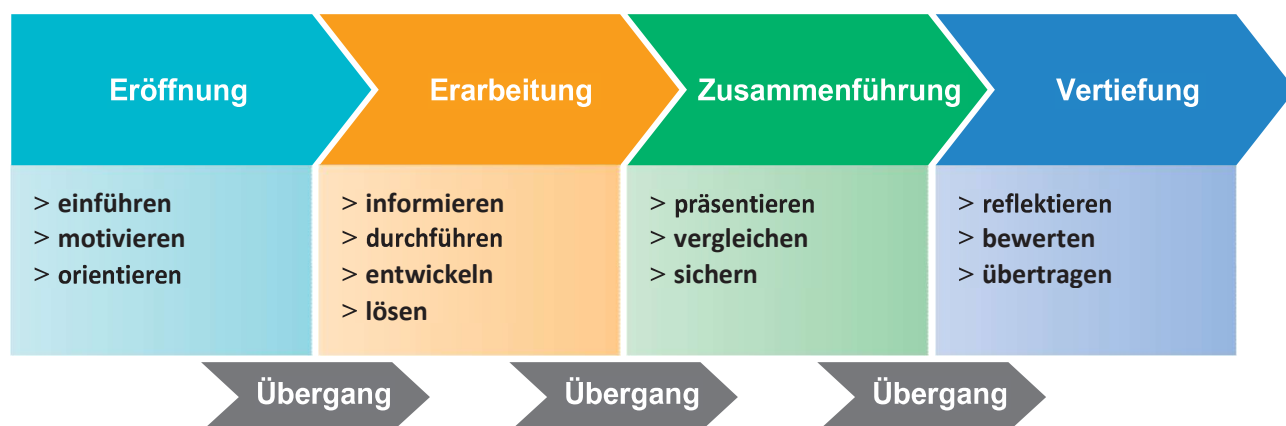 Eröffnung
> einführen
> motivieren
> orientieren
Erarbeitung
> informieren
> durchführen
> entwickeln
> lösen
Zusammenführung
> präsentieren
> vergleichen
> sichern
Vertiefung
> reflektieren
> bewerten
> übertragen
Übergang
Übergang
Übergang